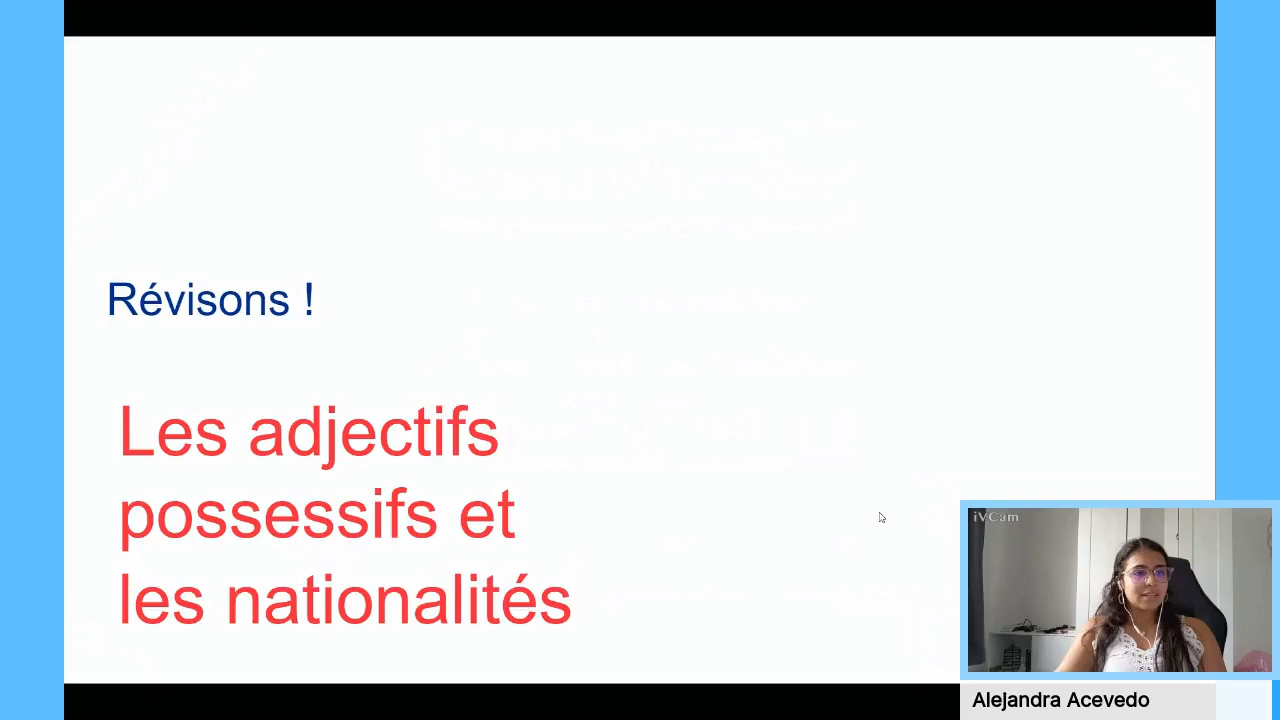 Révisons !
Les adjectifs
possessifs et
les nationalités
iVCam
Alejandra Acevedo